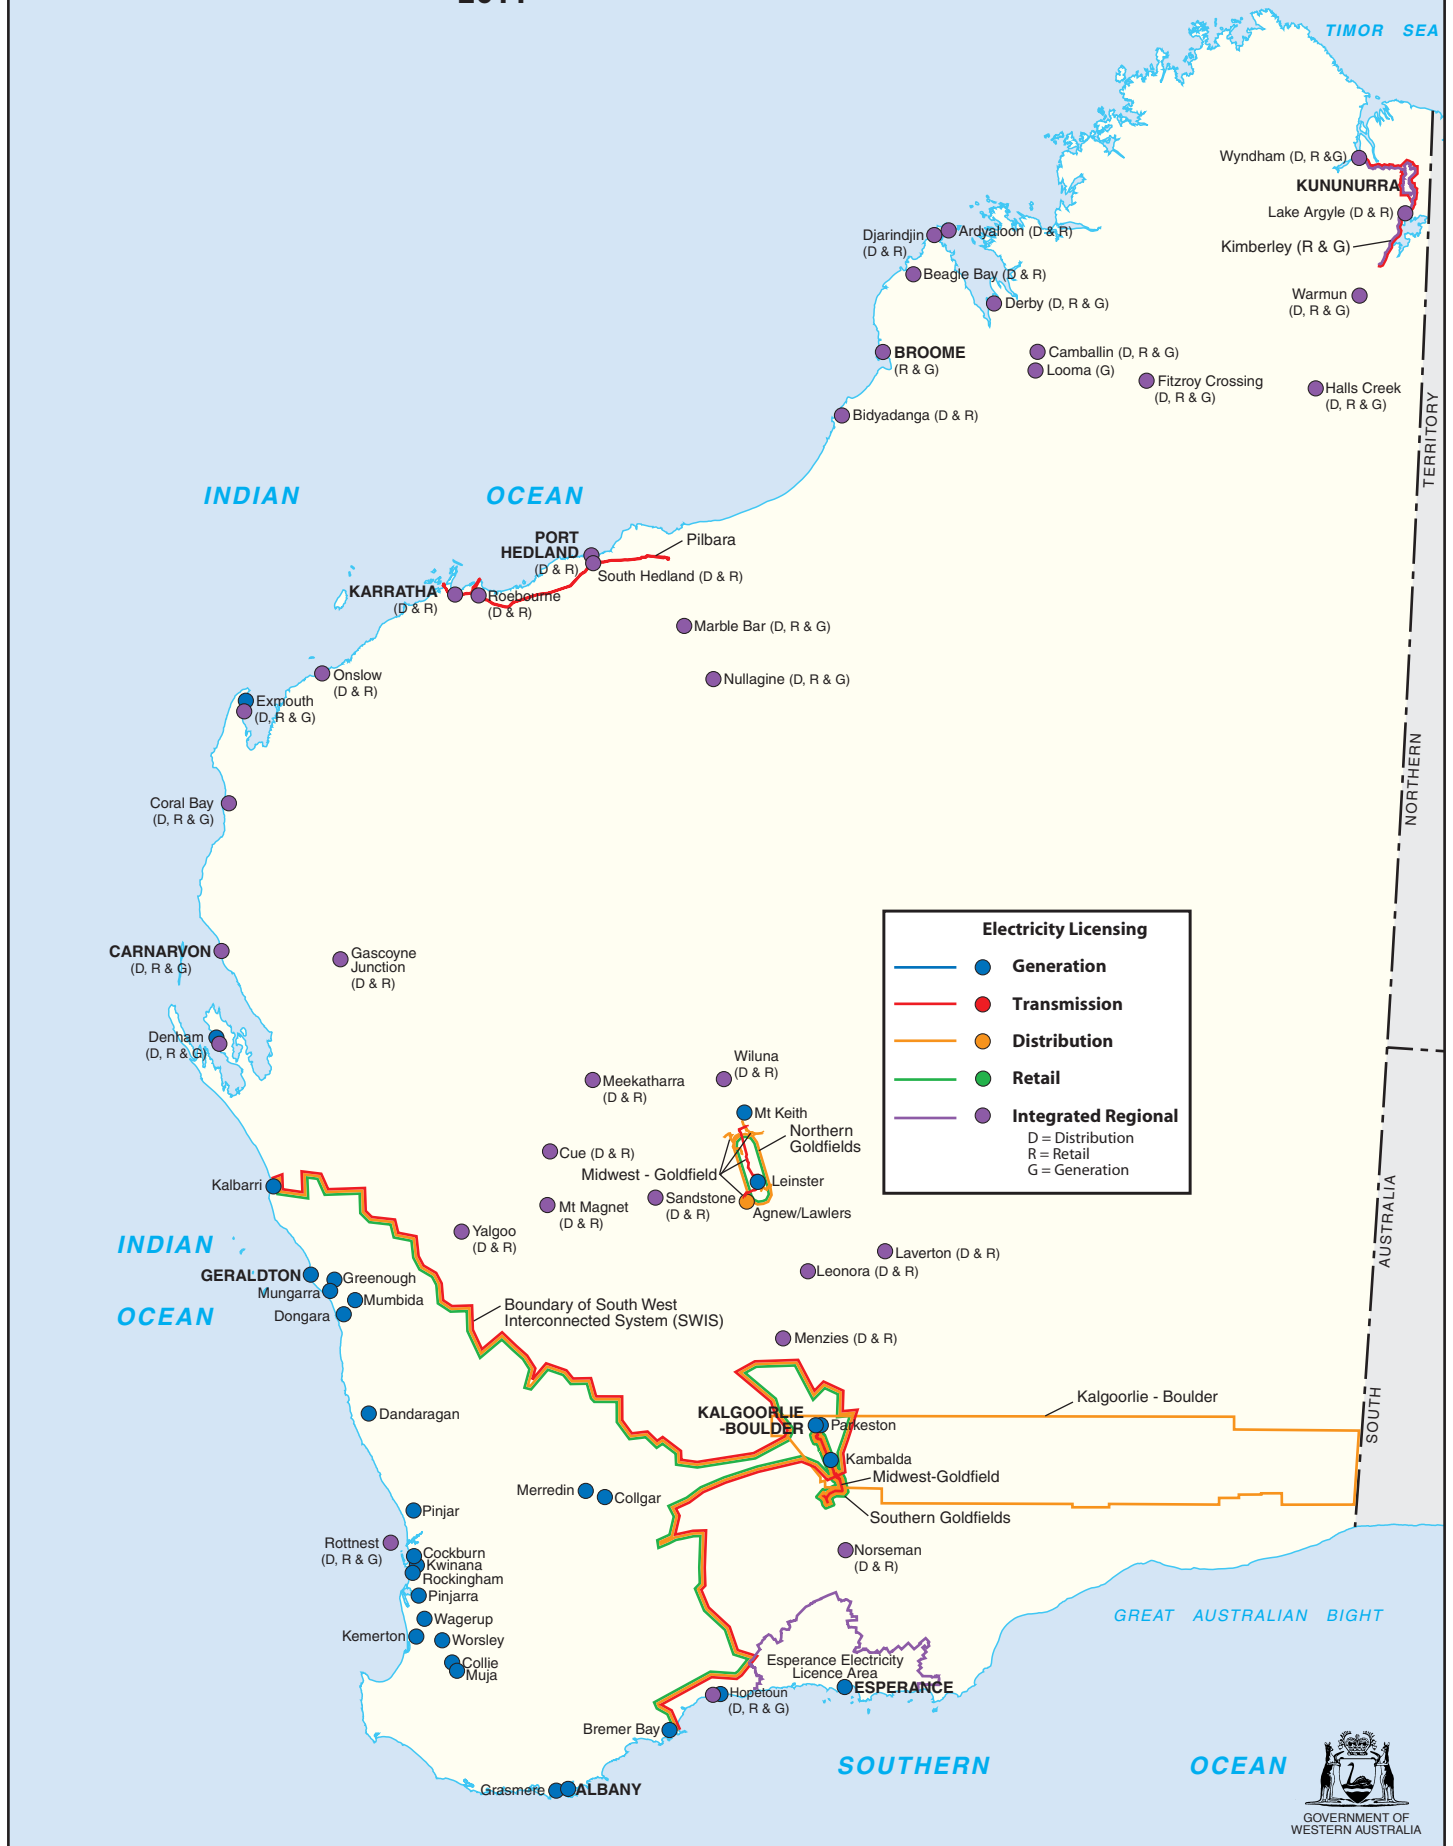 TIMOR SEA
Wyndham (D, R &G)
KUNUNURRA
Lake Argyle (D & R)
Kimberley (R & G)
Djarindjin
(D & R)
Ardyaloon (D & R)
Beagle Bay (D & R)
Derby (D, R & G)
Warmun
(D, R & G)
BROOME
(R & G)
Camballin (D, R & G)
Looma (G)
Fitzroy Crossing
(D, R & G)
Halls Creek
(D, R & G)
Bidyadanga (D & R)
TERRITORY
INDIAN OCEAN
PORT
HEDLAND
(D & R)
Pilbara
South Hedland (D & R)
KARRATHA
(D & R)
Roebourne
(D & R)
Marble Bar (D, R & G)
Onslow
(D & R)
Nullagine (D, R & G)
Exmouth
(D, R & G)
NORTHERN
Coral Bay
(D, R & G)
CARNARVON
(D, R & G)
Gascoyne
Junction
(D & R)
Electricity Licensing
Generation
Transmission
Distribution
Retail
Integrated Regional
D = Distribution
R = Retail
G = Generation
Denham
(D, R & G)
Meekatharra
(D & R)
Wiluna
(D & R)
Mt Keith
Northern
Goldfields
Cue (D & R)
Midwest - Goldfield
Leinster
Kalbarri
Mt Magnet
(D & R)
Sandstone
(D & R)
Agnew/Lawlers
AUSTRALIA
Yalgoo
(D & R)
INDIAN
OCEAN
Laverton (D & R)
Leonora (D & R)
GERALDTON
Greenough
Mungarra
Mumbida
Dongara
Boundary of South West
Interconnected System (SWIS)
Menzies (D & R)
SOUTH
Kalgoorlie - Boulder
Dandaragan
KALGOORLIE
-BOULDER
Parkeston
Kambalda
Midwest-Goldfield
Merredin
Collgar
Pinjar
Southern Goldfields
Rottnest
(D, R & G)
Cockburn
Kwinana
Rockingham
Pinjarra
Norseman
(D & R)
Wagerup
Kemerton
Worsley
Collie
Muja
GREAT AUSTRALIAN BIGHT
Esperance Electricity
Licence Area
ESPERANCE
Hopetoun
(D, R & G)
Bremer Bay
SOUTHERN OCEAN
Grasmere
ALBANY
GOVERNMENT OF
WESTERN AUSTRALIA